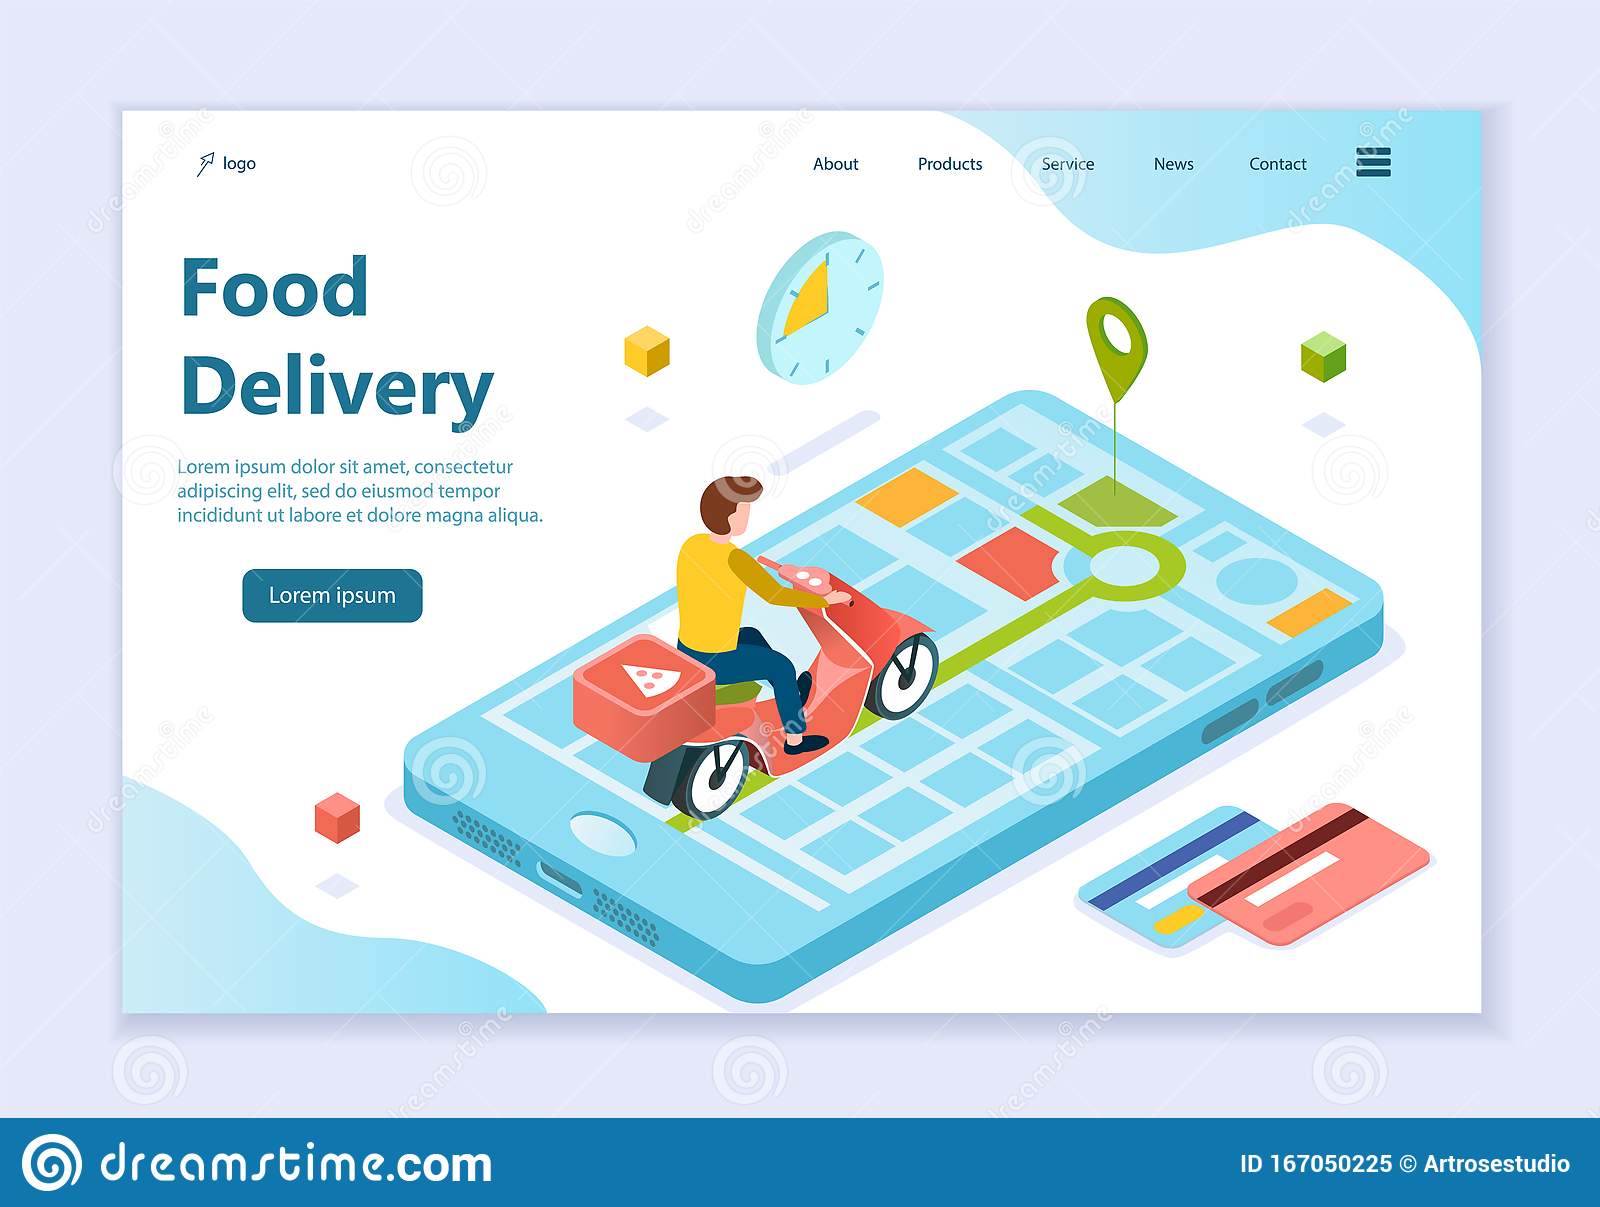 logo
About Products Service News Contact
Food
Delivery
Lorem ipsum dolor sit amet, consectetur
adipiscing elit, sed do eiusmod tempor
incididunt ut labore et dolore magna aliqua.
Lorem ipsum
dreamstime.com
ID 167050225 © Artrosestudio